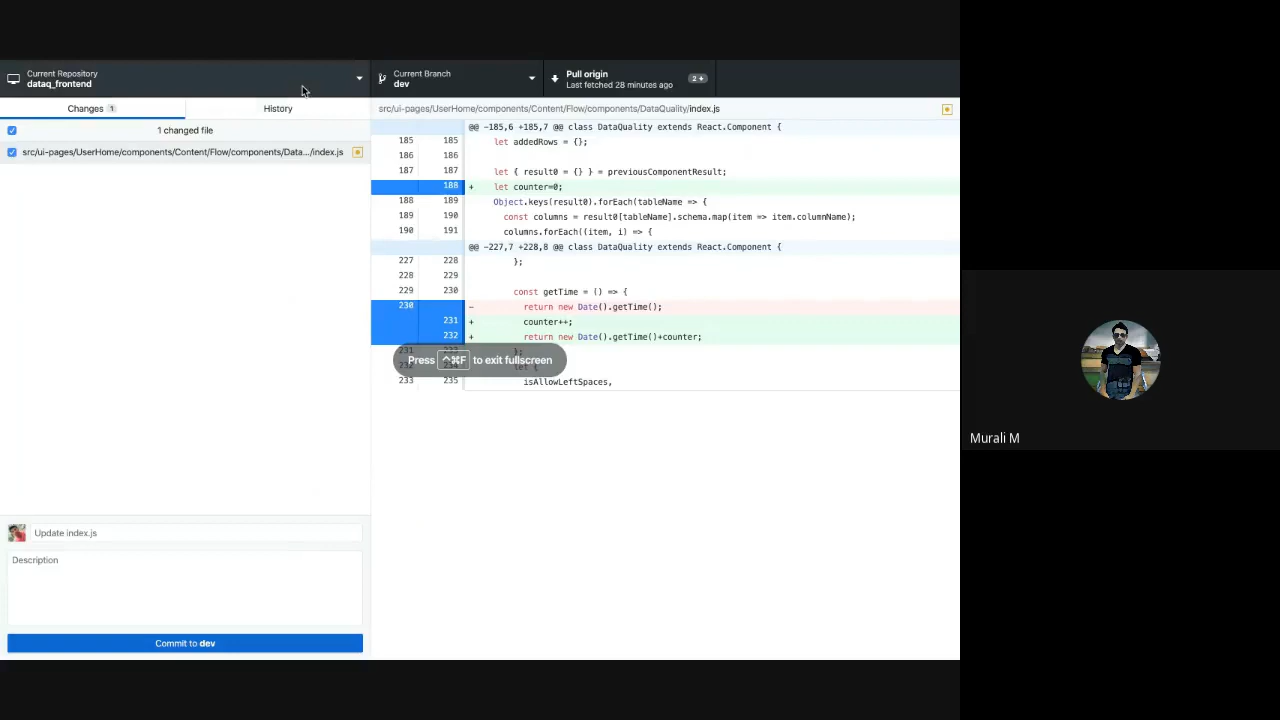 Current Repository
dataq_frontend
Current Branch
dev
Pull origin
Last fetched 28 minutes ago
2
Changes 1
History
src/ui-pages/UserHome/components/Content/Flow/components/DataQuality/index.js
1 changed file
src/ui-pages/UserHome/components/Content/Flow/components/Data.../index.js
@@ -185,6 +185,7 @@ class DataQuality extends React.Component {
185 185 let addedRows = {};
186 186
187 187 let { result0 = {} } = previousComponentResult;
188 + let counter=0;
188 189 Object.keys(result0).forEach(tableName => {
189 190 const columns = result0[tableName].schema.map(item => item.columnName);
190 191 columns.forEach((item, i) => {
@@ -227,7 +228,8 @@ class DataQuality extends React.Component {
227 228 };
228 229
229 230 const getTime = () => {
230 - return new Date().getTime();
231 + counter++;
232 + return new Date().getTime()+counter;
231 233 };
232 234 let {
233 235 isAllowLeftSpaces,
Press ^⌘F to exit fullscreen
Update index.js
Description
Commit to dev
Murali M